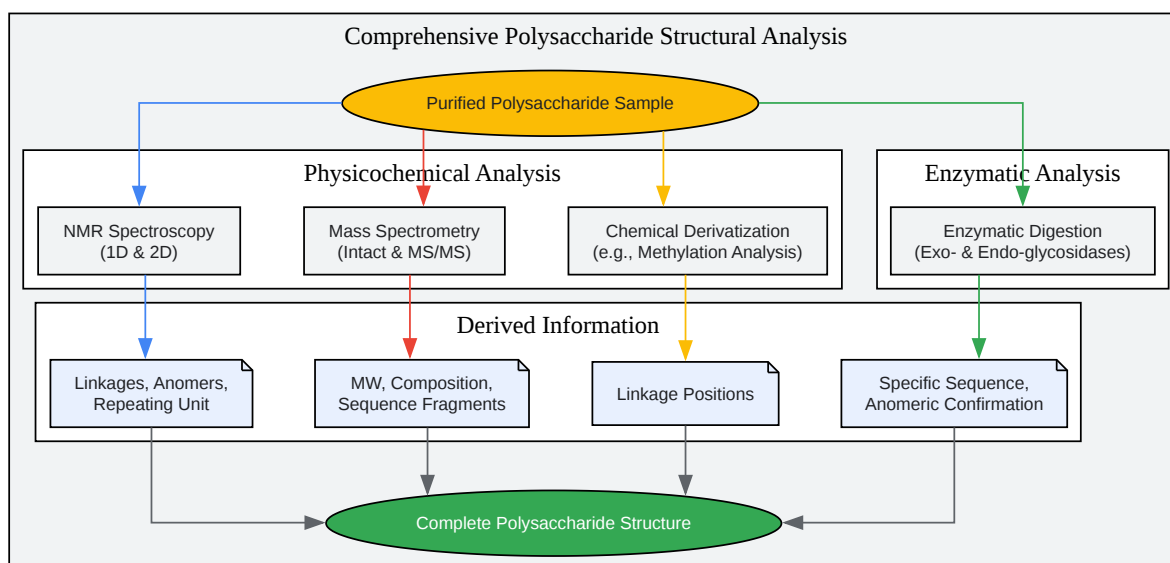 Comprehensive Polysaccharide Structural Analysis
Purified Polysaccharide Sample
Physicochemical Analysis
Enzymatic Analysis
NMR Spectroscopy
(1D & 2D)
Mass Spectrometry
(Intact & MS/MS)
Chemical Derivatization
(e.g., Methylation Analysis)
Enzymatic Digestion
(Exo- & Endo-glycosidases)
Derived Information
Linkages, Anomers,
Repeating Unit
MW, Composition,
Sequence Fragments
Linkage Positions
Specific Sequence,
Anomeric Confirmation
Complete Polysaccharide Structure